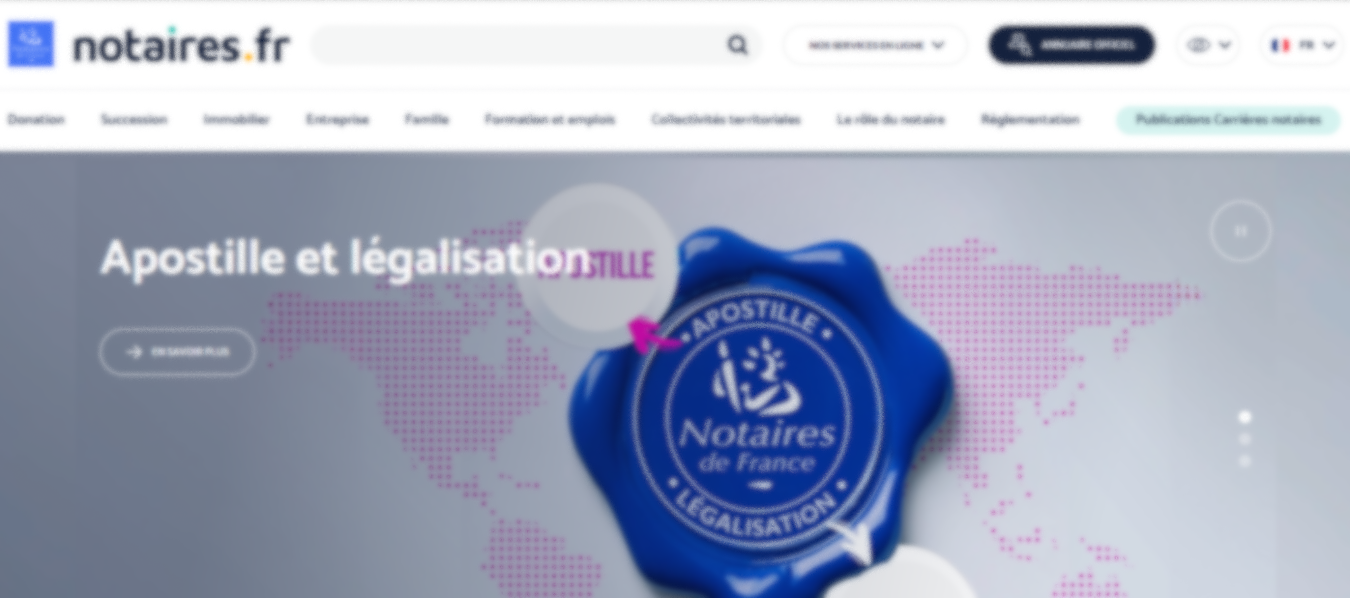 notaires.fr
NOS SERVICES EN LIGNE
ANNUAIRE OFFICIEL
FR
Donation Succession Immobilier Entreprise Famille Formation et emplois Collectivités territoriales Le rôle du notaire Réglementation Publications Carrières notaires
Apostille et légalisation
APOSTILLE
EN SAVOIR PLUS
• APOSTILLE •
Notaires
de France
• LÉGALISATION •